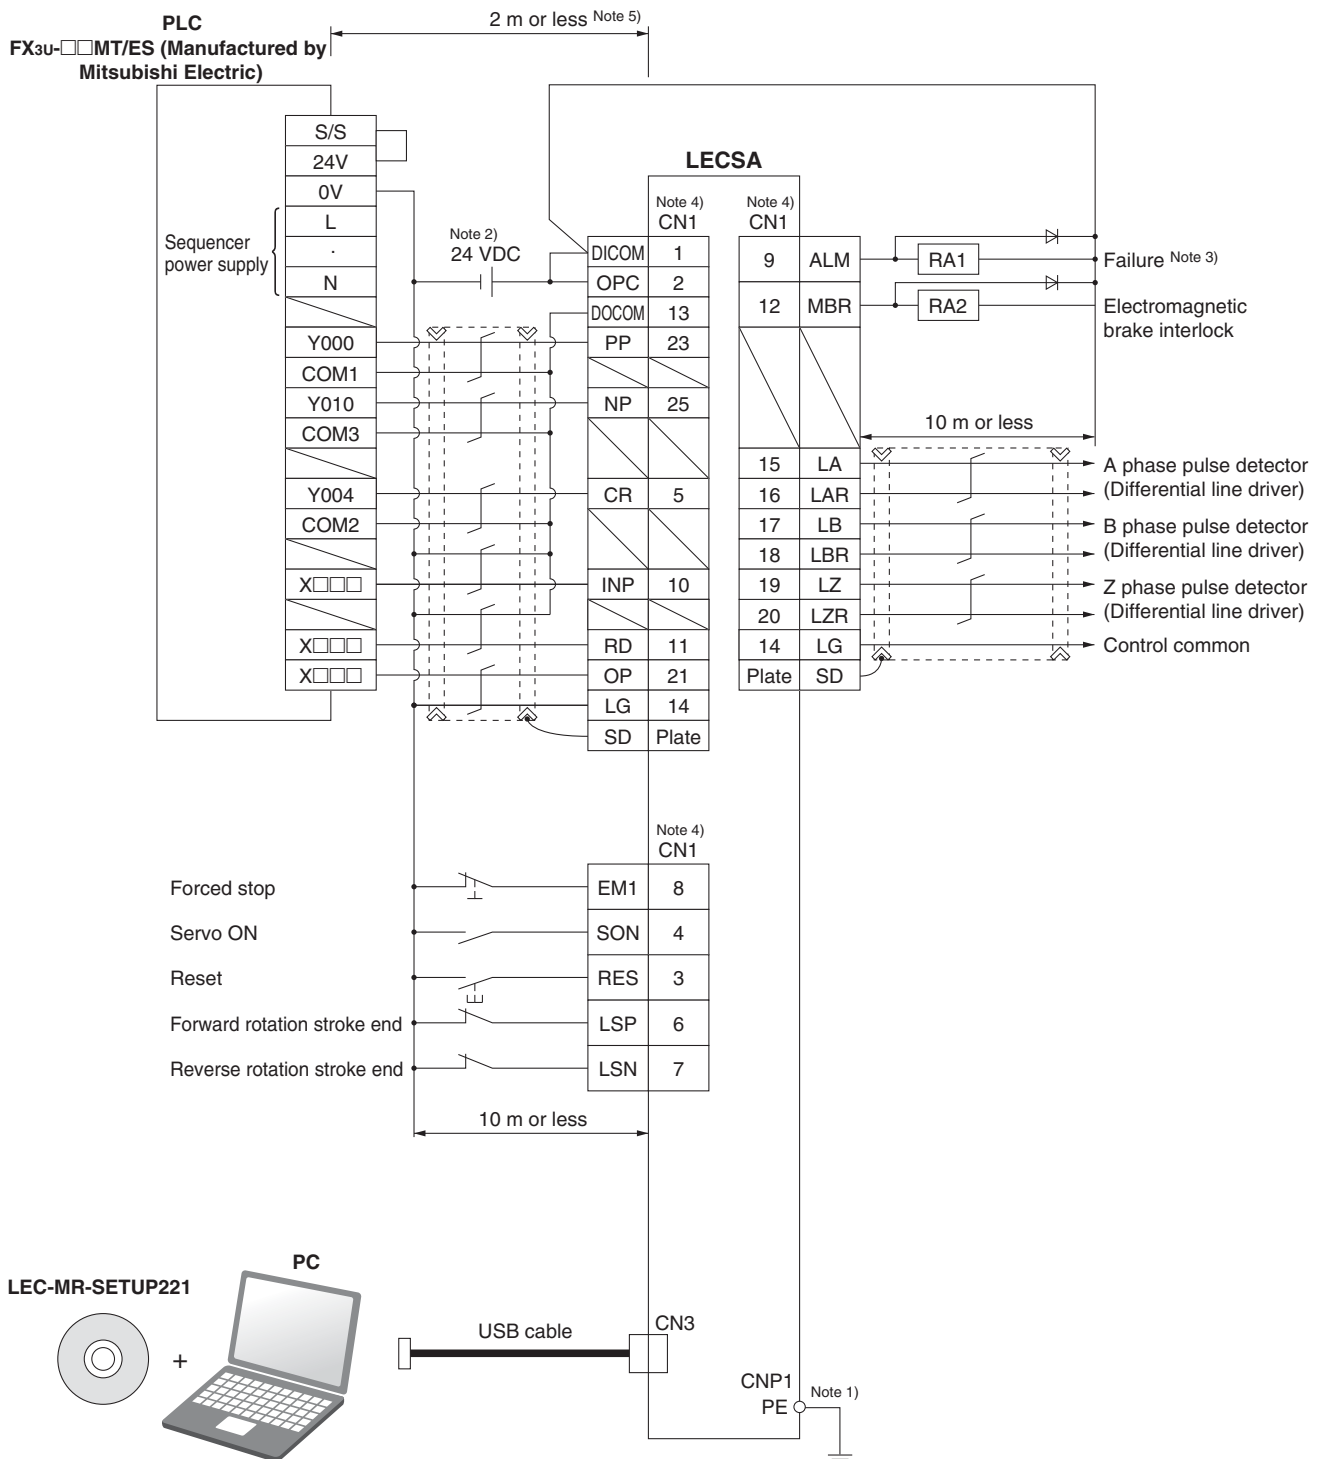 PLC
FX3U-□□MT/ES (Manufactured by
Mitsubishi Electric)
2 m or less Note 5)
S/S
24V
0V
L
·
N
Sequencer
power supply
Y000
COM1
Y010
COM3
Y004
COM2
X□□□
X□□□
X□□□
Note 2)
24 VDC
LECSA
Note 4)
CN1
DICOM 1
OPC 2
DOCOM 13
PP 23
NP 25
CR 5
INP 10
RD 11
OP 21
LG 14
SD Plate
Note 4)
CN1
9 ALM RA1 Failure Note 3)
12 MBR RA2 Electromagnetic
brake interlock
10 m or less
15 LA A phase pulse detector
16 LAR (Differential line driver)
17 LB B phase pulse detector
18 LBR (Differential line driver)
19 LZ Z phase pulse detector
20 LZR (Differential line driver)
14 LG Control common
Plate SD
Note 4)
CN1
Forced stop EM1 8
Servo ON SON 4
Reset RES 3
Forward rotation stroke end LSP 6
Reverse rotation stroke end LSN 7
10 m or less
PC
LEC-MR-SETUP221
+
USB cable
CN3
CNP1
PE
Note 1)